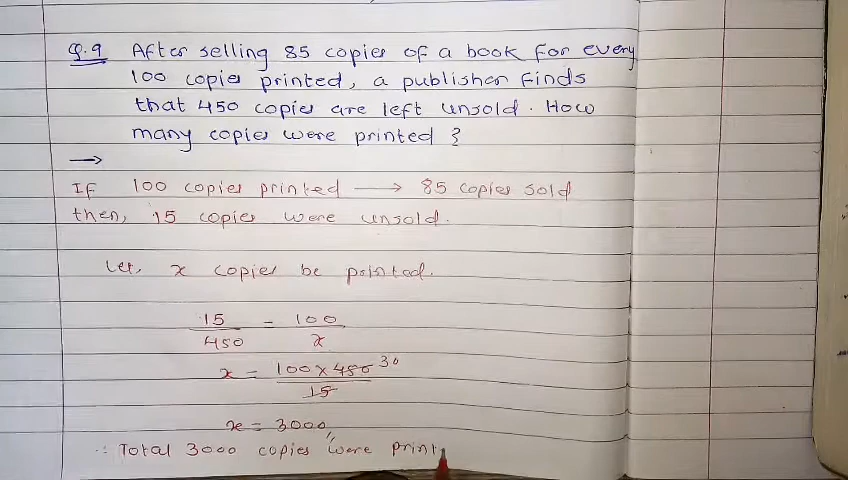 Q.9 After selling 85 copies of a book for every
100 copies printed, a publisher finds
that 450 copies are left unsold. How
many copies were printed ?
→
If 100 copies printed → 85 copies sold
then, 15 copies were unsold.
Let, x copies be printed.
15/450 = 100/x
x = 100 × 450 30/15
x = 3000,,
∴ Total 3000 copies were print